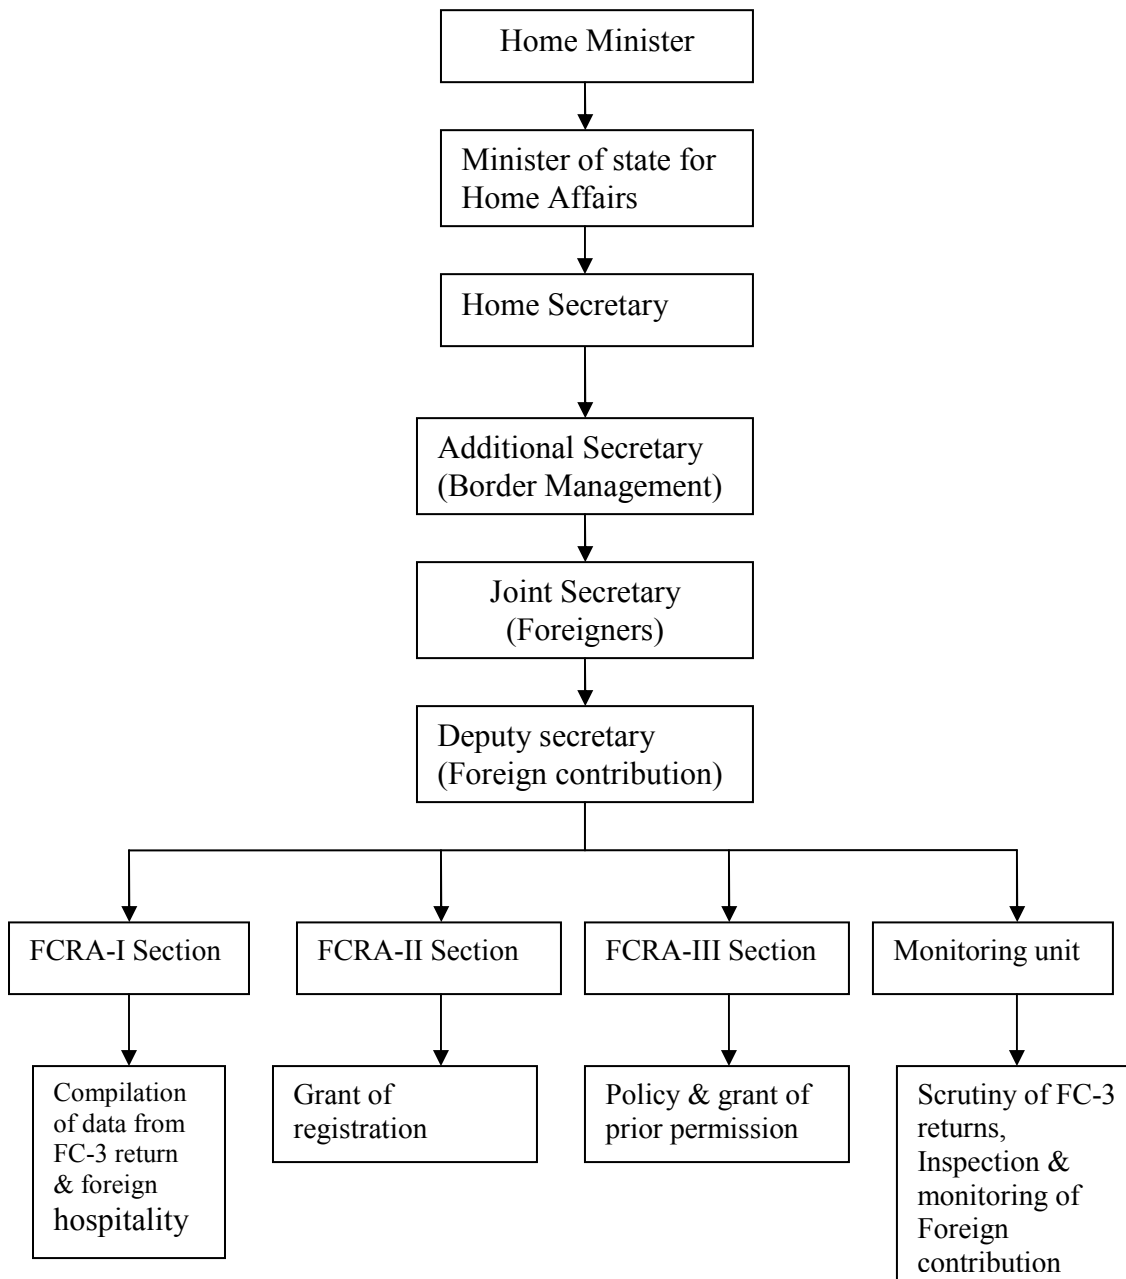 Home Minister
Minister of state for
Home Affairs
Home Secretary
Additional Secretary
(Border Management)
Joint Secretary
(Foreigners)
Deputy secretary
(Foreign contribution)
FCRA-I Section
FCRA-II Section
FCRA-III Section
Monitoring unit
Compilation
of data from
FC-3 return
& foreign
hospitality
Grant of
registration
Policy & grant of
prior permission
Scrutiny of FC-3
returns,
Inspection &
monitoring of
Foreign
contribution